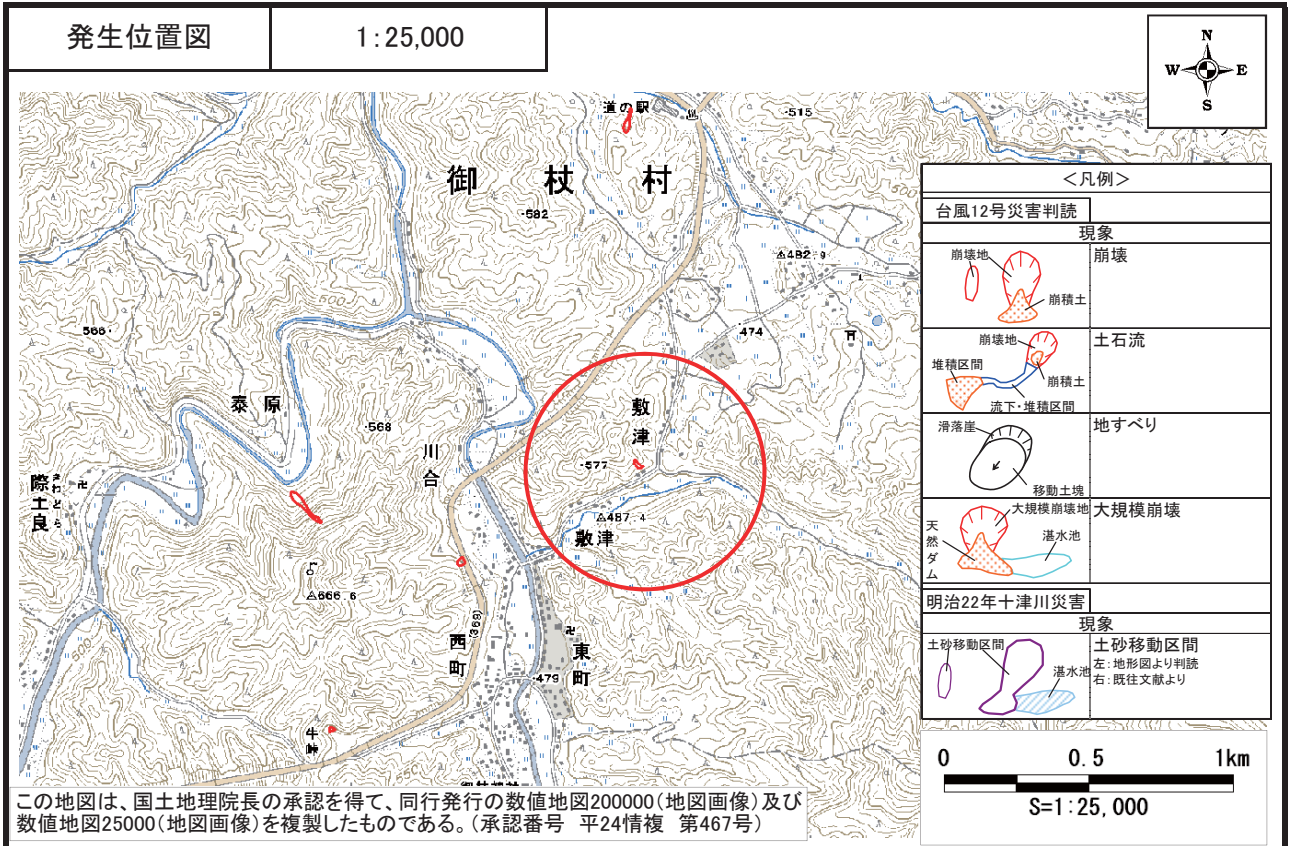 発生位置図
1:25,000
N
W
E
S
道の駅
・515
御杖村
・582
△482.9
566・
・474
泰原
敷津
・568
川合
・577
際土良
△487.4
敷津
△666.6
西町
(369)
東町
・479
牛峠
500
550
<凡例>
台風12号災害判読
現象
崩壊地
崩積土
崩壊
崩壊地
堆積区間
崩積土
流下・堆積区間
土石流
滑落崖
移動土塊
地すべり
大規模崩壊地
天然ダム
湛水池
大規模崩壊
明治22年十津川災害
現象
土砂移動区間
湛水池
土砂移動区間
左:地形図より判読
右:既往文献より
0 0.5 1km
S=1:25,000
この地図は、国土地理院長の承認を得て、同行発行の数値地図200000(地図画像)及び
数値地図25000(地図画像)を複製したものである。(承認番号 平24情複 第467号)